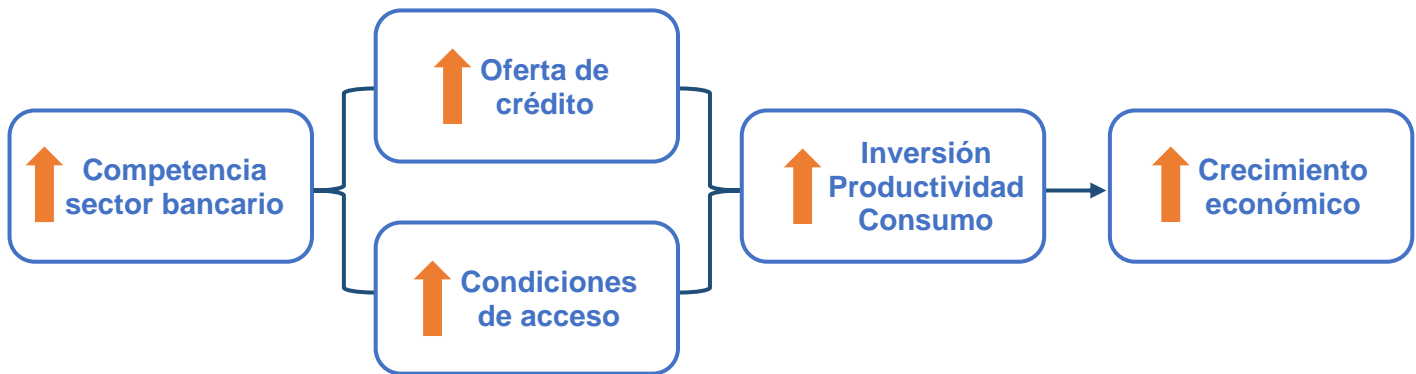 Competencia
sector bancario
Oferta de
crédito
Condiciones
de acceso
Inversión
Productividad
Consumo
Crecimiento
económico